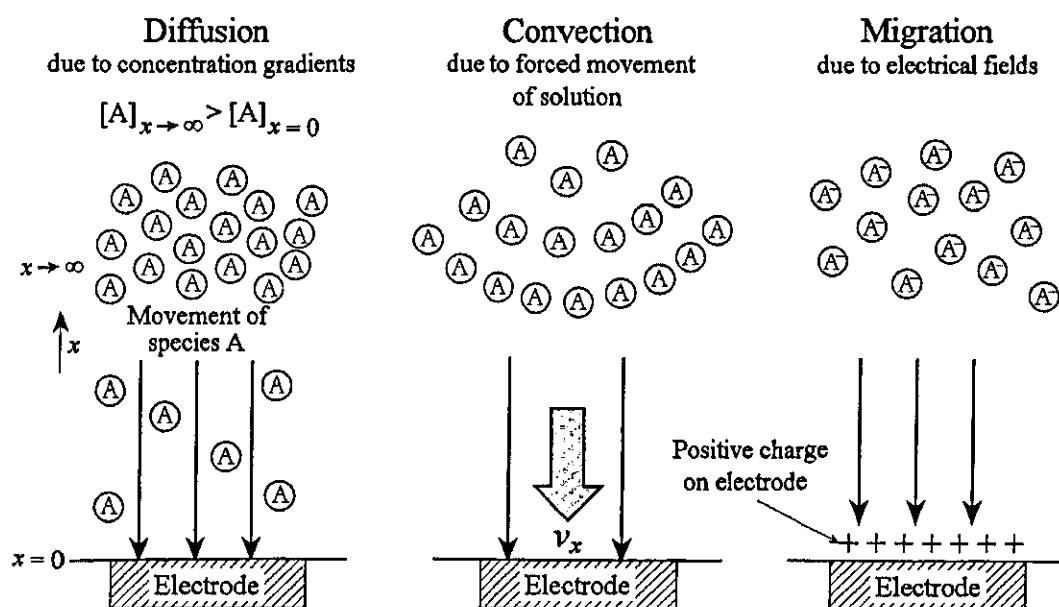 Diffusion
due to concentration gradients
[A]x→∞ > [A]x=0
A A A A A A A A A A A A A A A A A A
x→∞
x
Movement of
species A
A A A A A A
x=0
Electrode
Convection
due to forced movement
of solution
A A A
A A A A A A
A A A A A A A A A
νx
Electrode
Migration
due to electrical fields
A⁻ A⁻ A⁻ A⁻ A⁻ A⁻ A⁻ A⁻ A⁻ A⁻ A⁻ A⁻ A⁻
Positive charge
on electrode
+ + + + + + +
Electrode